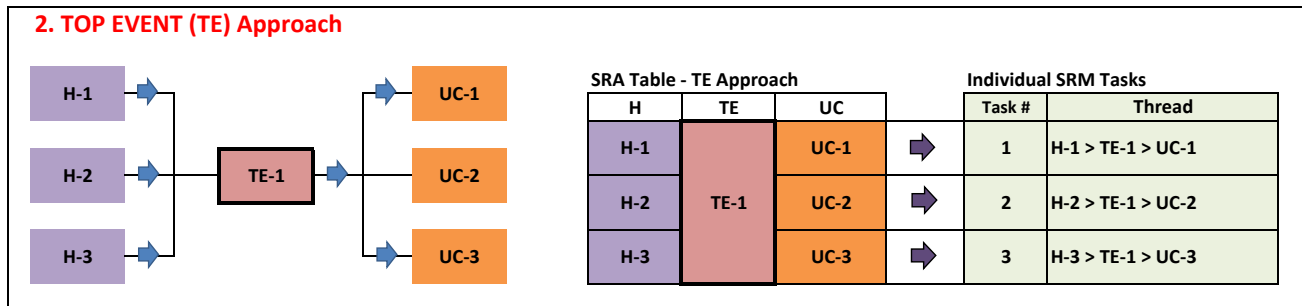 2. TOP EVENT (TE) Approach
H-1
UC-1
H-2
TE-1
UC-2
H-3
UC-3
SRA Table - TE Approach
Individual SRM Tasks
H TE UC Task # Thread
H-1 UC-1 1 H-1 > TE-1 > UC-1
H-2 TE-1 UC-2 2 H-2 > TE-1 > UC-2
H-3 UC-3 3 H-3 > TE-1 > UC-3